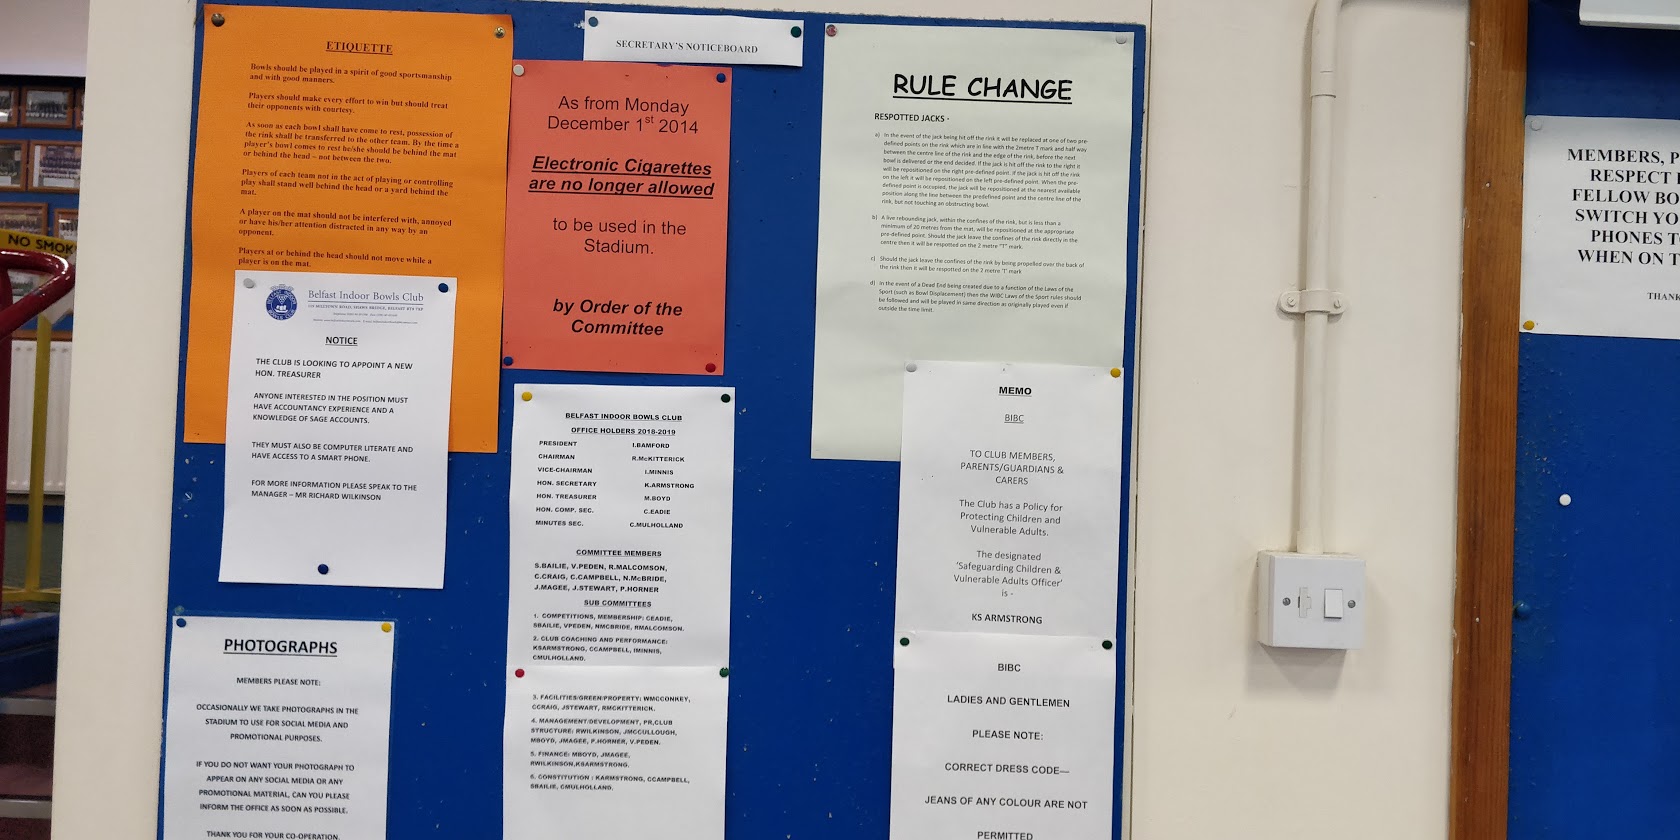 NO SMOK
ETIQUETTE
Bowls should be played in a spirit of good sportsmanship
and with good manners.
Players should make every effort to win but should treat
their opponents with courtesy.
As soon as each bowl shall have come to rest, possession of
the rink shall be transferred to the other team. By the time a
player's bowl comes to rest he/she should be behind the mat
or behind the head – not between the two.
Players of each team not in the act of playing or controlling
play shall stand well behind the head or a yard behind the
mat.
A player on the mat should not be interfered with, annoyed
or have his/her attention distracted in any way by an
opponent.
Players at or behind the head should not move while a
player is on the mat.
Belfast Indoor Bowls Club
NOTICE
THE CLUB IS LOOKING TO APPOINT A NEW
HON. TREASURER
ANYONE INTERESTED IN THE POSITION MUST
HAVE ACCOUNTANCY EXPERIENCE AND A
KNOWLEDGE OF SAGE ACCOUNTS.
THEY MUST ALSO BE COMPUTER LITERATE AND
HAVE ACCESS TO A SMART PHONE.
FOR MORE INFORMATION PLEASE SPEAK TO THE
MANAGER – MR RICHARD WILKINSON
PHOTOGRAPHS
MEMBERS PLEASE NOTE:
OCCASIONALLY WE TAKE PHOTOGRAPHS IN THE
STADIUM TO USE FOR SOCIAL MEDIA AND
PROMOTIONAL PURPOSES.
IF YOU DO NOT WANT YOUR PHOTOGRAPH TO
APPEAR ON ANY SOCIAL MEDIA OR ANY
PROMOTIONAL MATERIAL, CAN YOU PLEASE
INFORM THE OFFICE AS SOON AS POSSIBLE.
THANK YOU FOR YOUR CO-OPERATION.
SECRETARY'S NOTICEBOARD
As from Monday
December 1st 2014
Electronic Cigarettes
are no longer allowed
to be used in the
Stadium.
by Order of the
Committee
BELFAST INDOOR BOWLS CLUB
OFFICE HOLDERS 2018-2019
PRESIDENT I.BAMFORD
CHAIRMAN R.McKITTERICK
VICE-CHAIRMAN I.MINNIS
HON. SECRETARY K.ARMSTRONG
HON. TREASURER M.BOYD
HON. COMP. SEC. C.EADIE
MINUTES SEC. C.MULHOLLAND
COMMITTEE MEMBERS
S.BAILIE, V.PEDEN, R.MALCOMSON,
C.CRAIG, C.CAMPBELL, N.McBRIDE,
J.MAGEE, J.STEWART, P.HORNER
SUB COMMITTEES
1. COMPETITIONS, MEMBERSHIP: CEADIE,
SBAILIE, VPEDEN, NMCBRIDE, RMALCOMSON.
2. CLUB COACHING AND PERFORMANCE:
KSARMSTRONG, CCAMPBELL, IMINNIS,
CMULHOLLAND.
3. FACILITIES/GREEN/PROPERTY: WMCCONKEY,
CCRAIG, JSTEWART, RMCKITTERICK.
4. MANAGEMENT/DEVELOPMENT, PR,CLUB
STRUCTURE: RWILKINSON, JMCCULLOUGH,
MBOYD, JMAGEE, P.HORNER, V.PEDEN.
5. FINANCE: MBOYD, JMAGEE,
RWILKINSON,KSARMSTRONG.
6. CONSTITUTION : KARMSTRONG, CCAMPBELL,
SBAILIE, CMULHOLLAND.
RULE CHANGE
RESPOTTED JACKS -
a) In the event of the jack being hit off the rink it will be replaced at one of two pre-
defined points on the rink which are in line with the 2metre T mark and half way
between the centre line of the rink and the edge of the rink, before the next
bowl is delivered or the end decided. If the jack is hit off the rink to the right it
will be repositioned on the right pre-defined point. If the jack is hit off the rink
on the left it will be repositioned on the left pre-defined point. When the pre-
defined point is occupied, the jack will be repositioned at the nearest available
position along the line between the predefined point and the centre line of the
rink, but not touching an obstructing bowl.
b) A live rebounding jack, within the confines of the rink, but is less than a
minimum of 20 metres from the mat, will be repositioned at the appropriate
pre-defined point. Should the jack leave the confines of the rink directly in the
centre then it will be respotted on the 2 metre "T" mark.
c) Should the jack leave the confines of the rink by being propelled over the back of
the rink then it will be respotted on the 2 metre 'T' mark
d) In the event of a Dead End being created due to a function of the Laws of the
Sport (such as Bowl Displacement) then the WIBC Laws of the Sport rules should
be followed and will be played in same direction as originally played even if
outside the time limit.
MEMO
BIBC
TO CLUB MEMBERS,
PARENTS/GUARDIANS &
CARERS
The Club has a Policy for
Protecting Children and
Vulnerable Adults.
The designated
'Safeguarding Children &
Vulnerable Adults Officer'
is -
KS ARMSTRONG
BIBC
LADIES AND GENTLEMEN
PLEASE NOTE:
CORRECT DRESS CODE—
JEANS OF ANY COLOUR ARE NOT
PERMITTED
MEMBERS, P
RESPECT
FELLOW BO
SWITCH YO
PHONES T
WHEN ON T
THANK